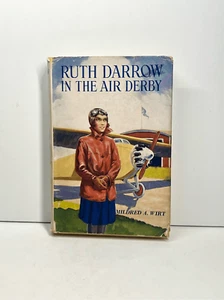 RUTH DARROW
IN THE AIR DERBY
MILDRED A. WIRT